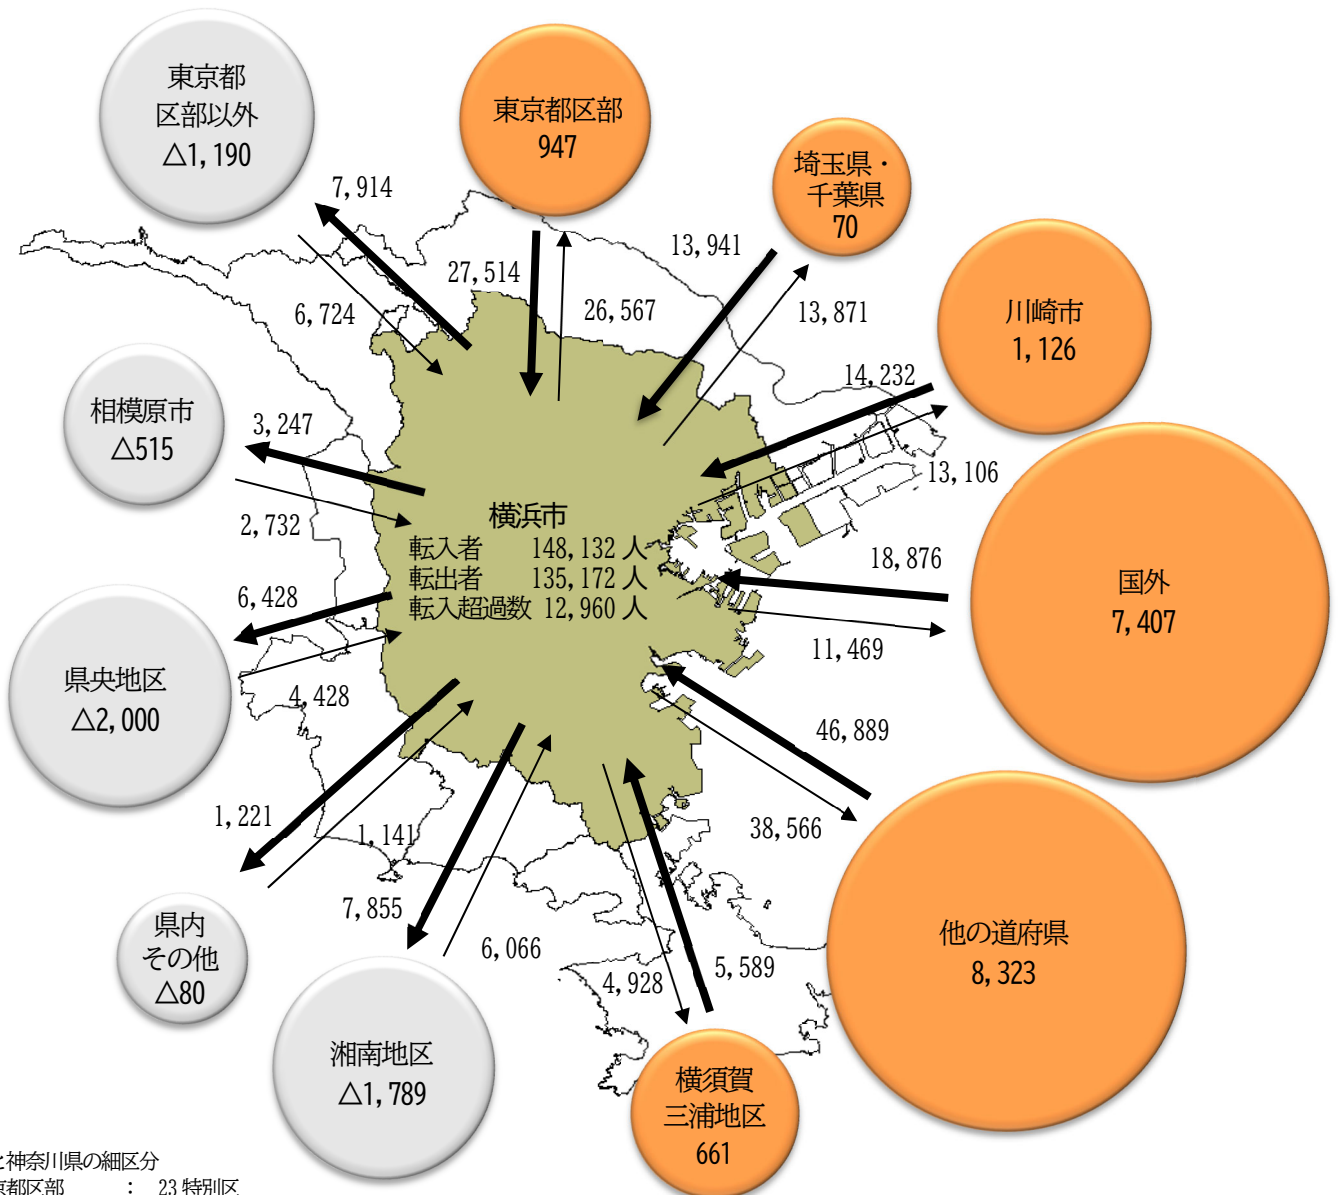 東京都
区部以外
△1,190
東京都区部
947
埼玉県・
千葉県
70
川崎市
1,126
国外
7,407
他の道府県
8,323
横須賀
三浦地区
661
湘南地区
△1,789
県内
その他
△80
県央地区
△2,000
相模原市
△515
7,914
6,724
27,514
26,567
13,941
13,871
14,232
13,106
18,876
11,469
46,889
38,566
5,589
4,928
7,855
6,066
1,221
1,141
6,428
4,428
3,247
2,732
横浜市
転入者 148,132 人
転出者 135,172 人
転入超過数 12,960 人
と神奈川県の細区分
京都区部 : 23 特別区